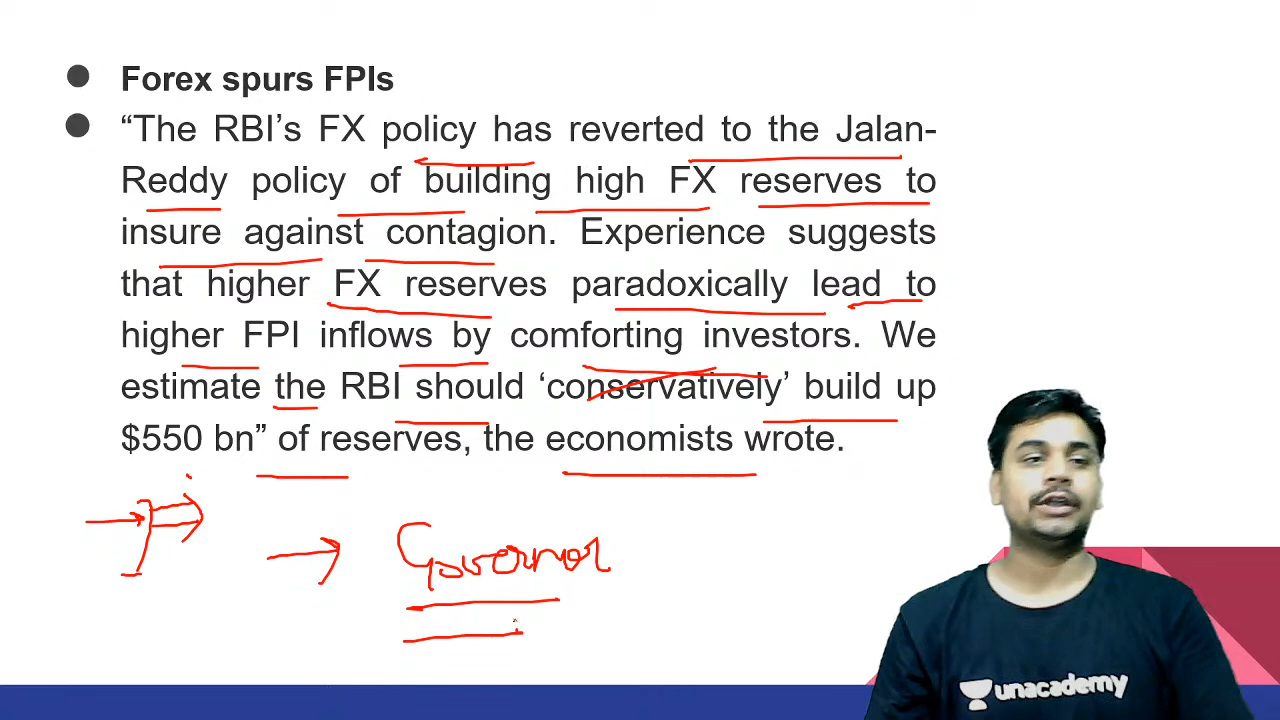 Forex spurs FPIs
“The RBI’s FX policy has reverted to the Jalan-
Reddy policy of building high FX reserves to
insure against contagion. Experience suggests
that higher FX reserves paradoxically lead to
higher FPI inflows by comforting investors. We
estimate the RBI should ‘conservatively’ build up
$550 bn” of reserves, the economists wrote.
Governor
unacademy